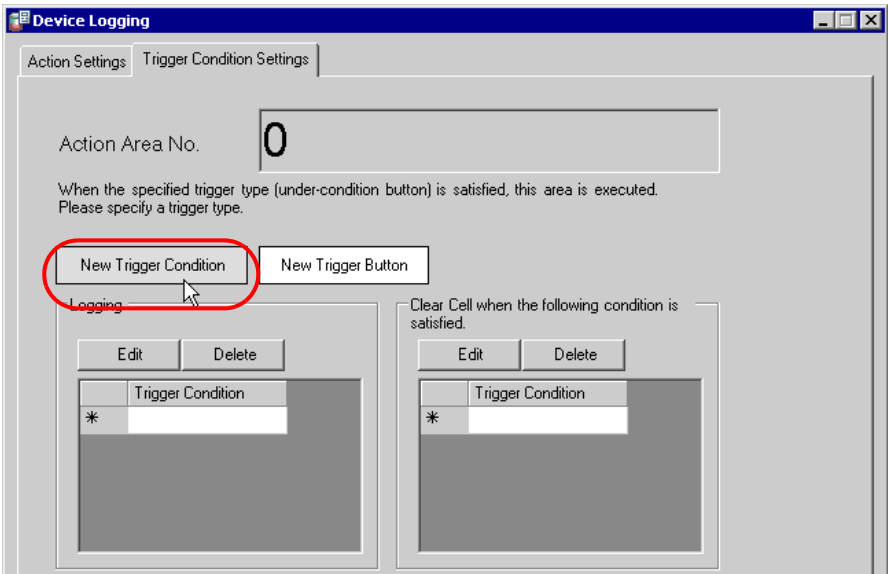 Device Logging
Action Settings
Trigger Condition Settings
Action Area No.
0
When the specified trigger type (under-condition button) is satisfied, this area is executed.
Please specify a trigger type.
New Trigger Condition
New Trigger Button
Logging
Edit
Delete
Trigger Condition
*
Clear Cell when the following condition is
satisfied.
Edit
Delete
Trigger Condition
*